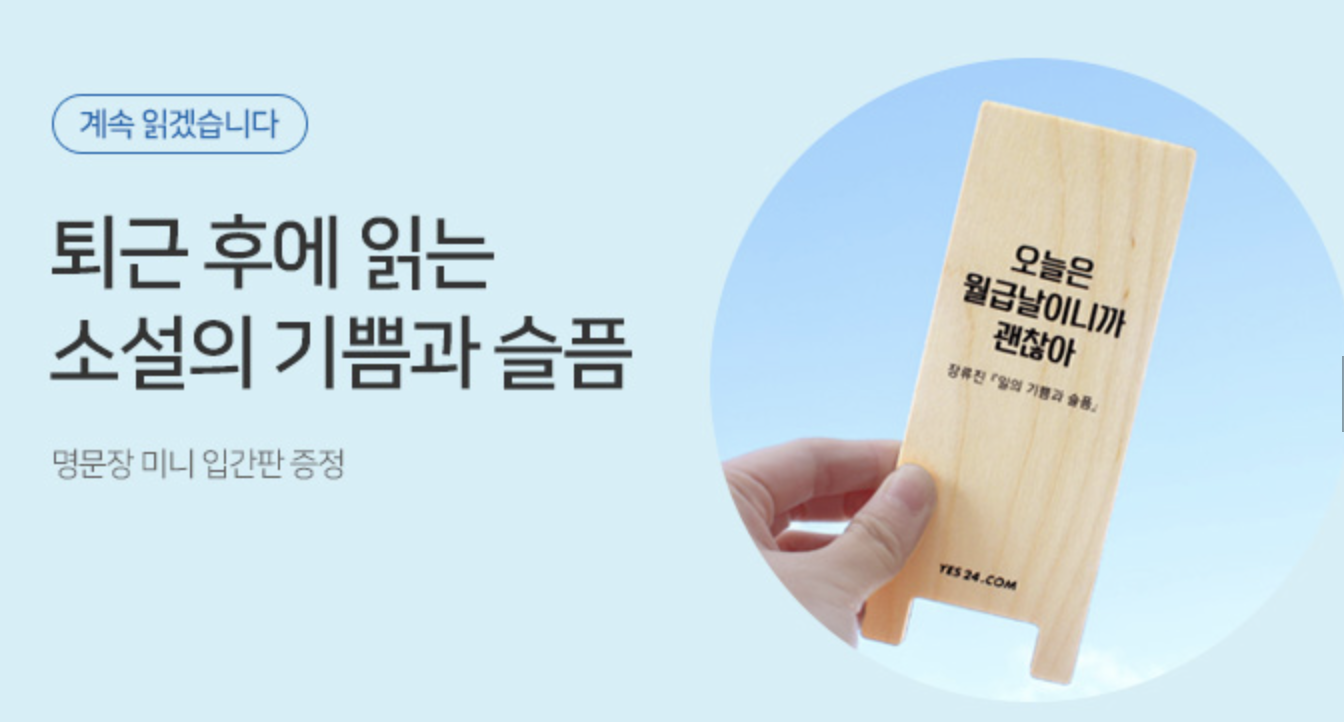 계속 읽겠습니다
퇴근 후에 읽는
소설의 기쁨과 슬픔
명문장 미니 입간판 증정
오늘은
월급날이니까
괜찮아
장류진 『일의 기쁨과 슬픔』
YES24.COM